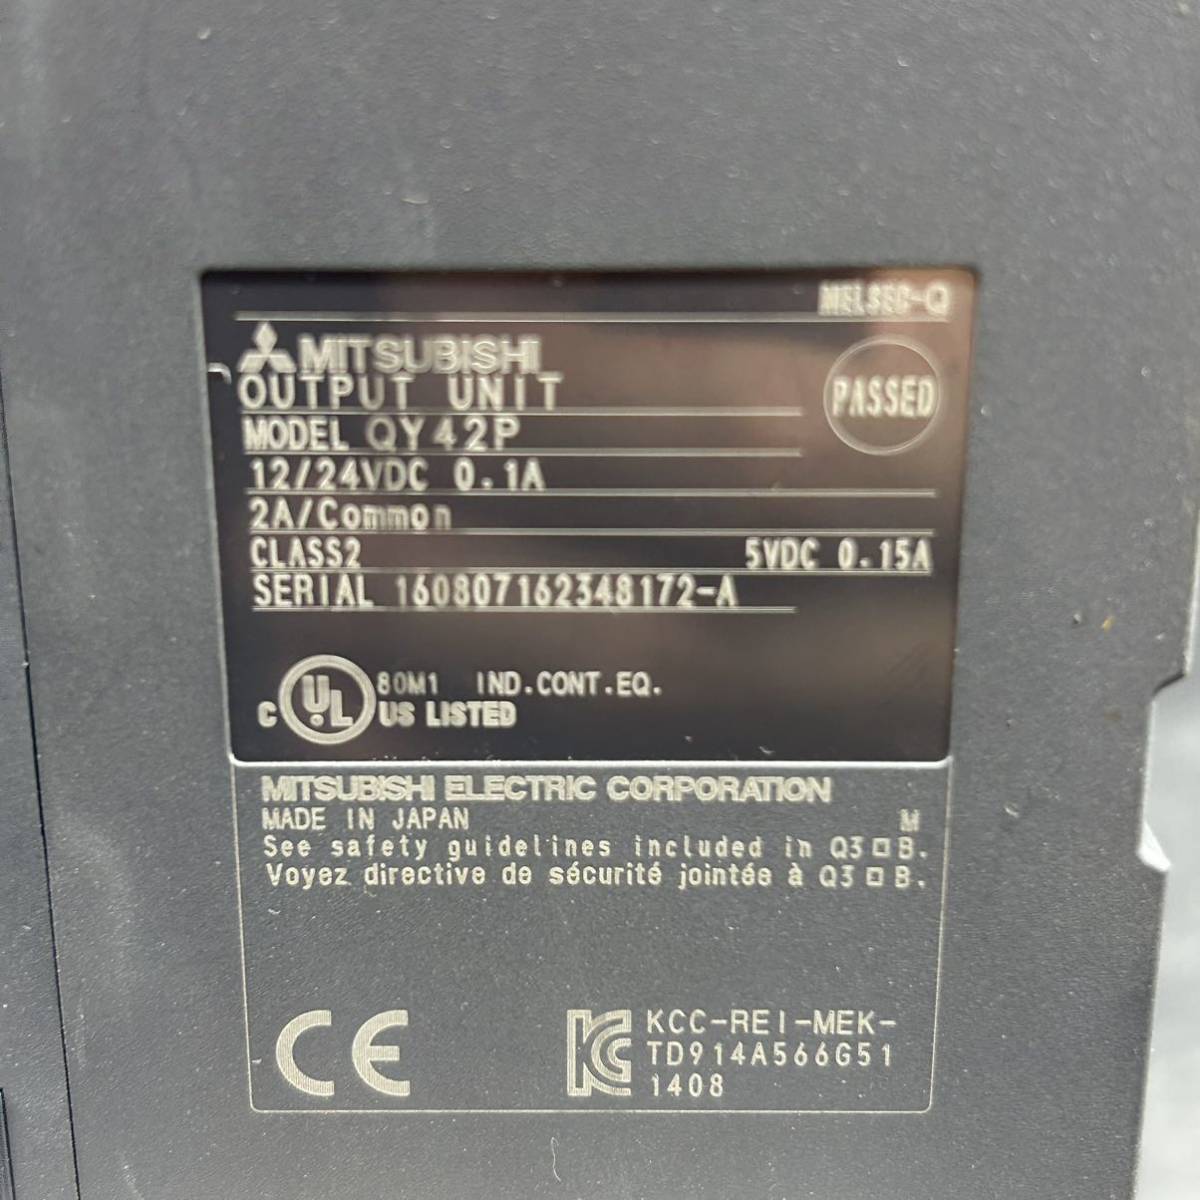 MELSEC-Q
MITSUBISHI
OUTPUT UNIT
PASSED
MODEL QY42P
12/24VDC 0.1A
2A/Common
CLASS2 5VDC 0.15A
SERIAL 160807162348172-A
C UL 80M1 IND.CONT.EQ.
US LISTED
MITSUBISHI ELECTRIC CORPORATION
MADE IN JAPAN M
See safety guidelines included in Q3□B.
Voyez directive de sécurité jointée à Q3□B.
CE
KC KCC-REI-MEK-
TD914A566G51
1408